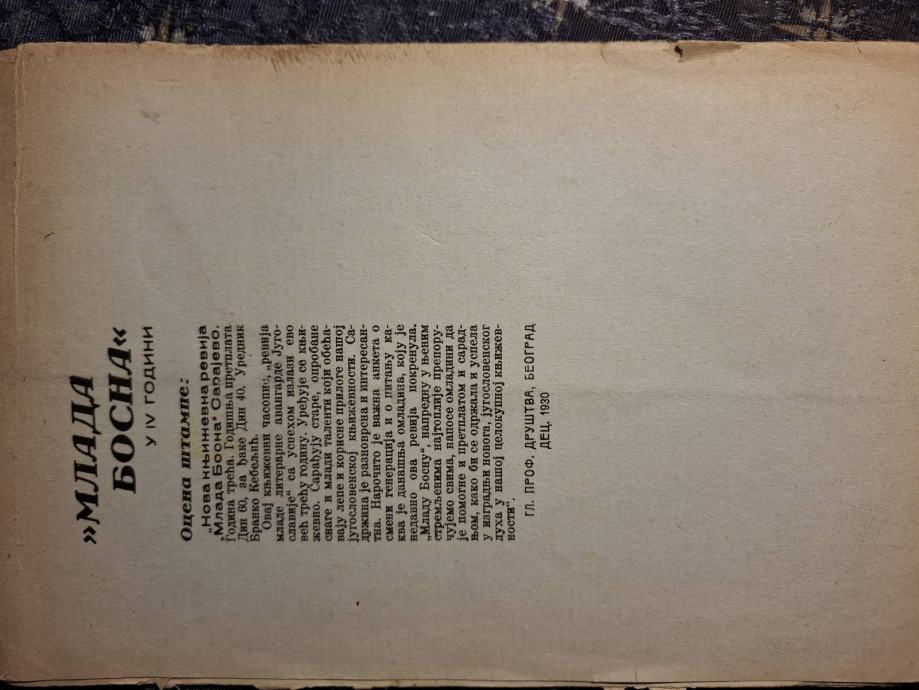 »МЛАДА
БОСНА«
У IV ГОДИНИ
Оцена штампе:
„Нова књижевна ревија
„Млада Босна“ Сарајево.
Година трећа. Годишња претплата
Дин 60, за ђаке Дин 40. Уредник
Бранко Кебељић.
Овај књижевни часопис, „ревија
младе литерарне авангарде Југо-
славије“ са успехом излази ево
већ трећу годину. Уређује се књи-
жевно. Сарађују старе, опробане
снате и млади таленти који обећа-
вају лепе и корисне прилоге нашој
југословенској књижевности. Са-
држина је разноврсна и интересан-
тна. Нарочито је важна анкета о
смени генерација и о питању ка-
ква је данашња омладина, коју је
недавно ова ревија покренула.
„Младу Босну“, напредну у њеним
стремљенима најтоплије препору-
чујемо свима, напосе омладини да
је помогне и претплатом и сарад-
њом, како би се одржала и успела
у изградњи новога, југословенског
духа у нашој целокупној књижев-
ности“.
ГЛ. ПРОФ. ДРУШТВА, БЕОГРАД
ДЕЦ. 1930